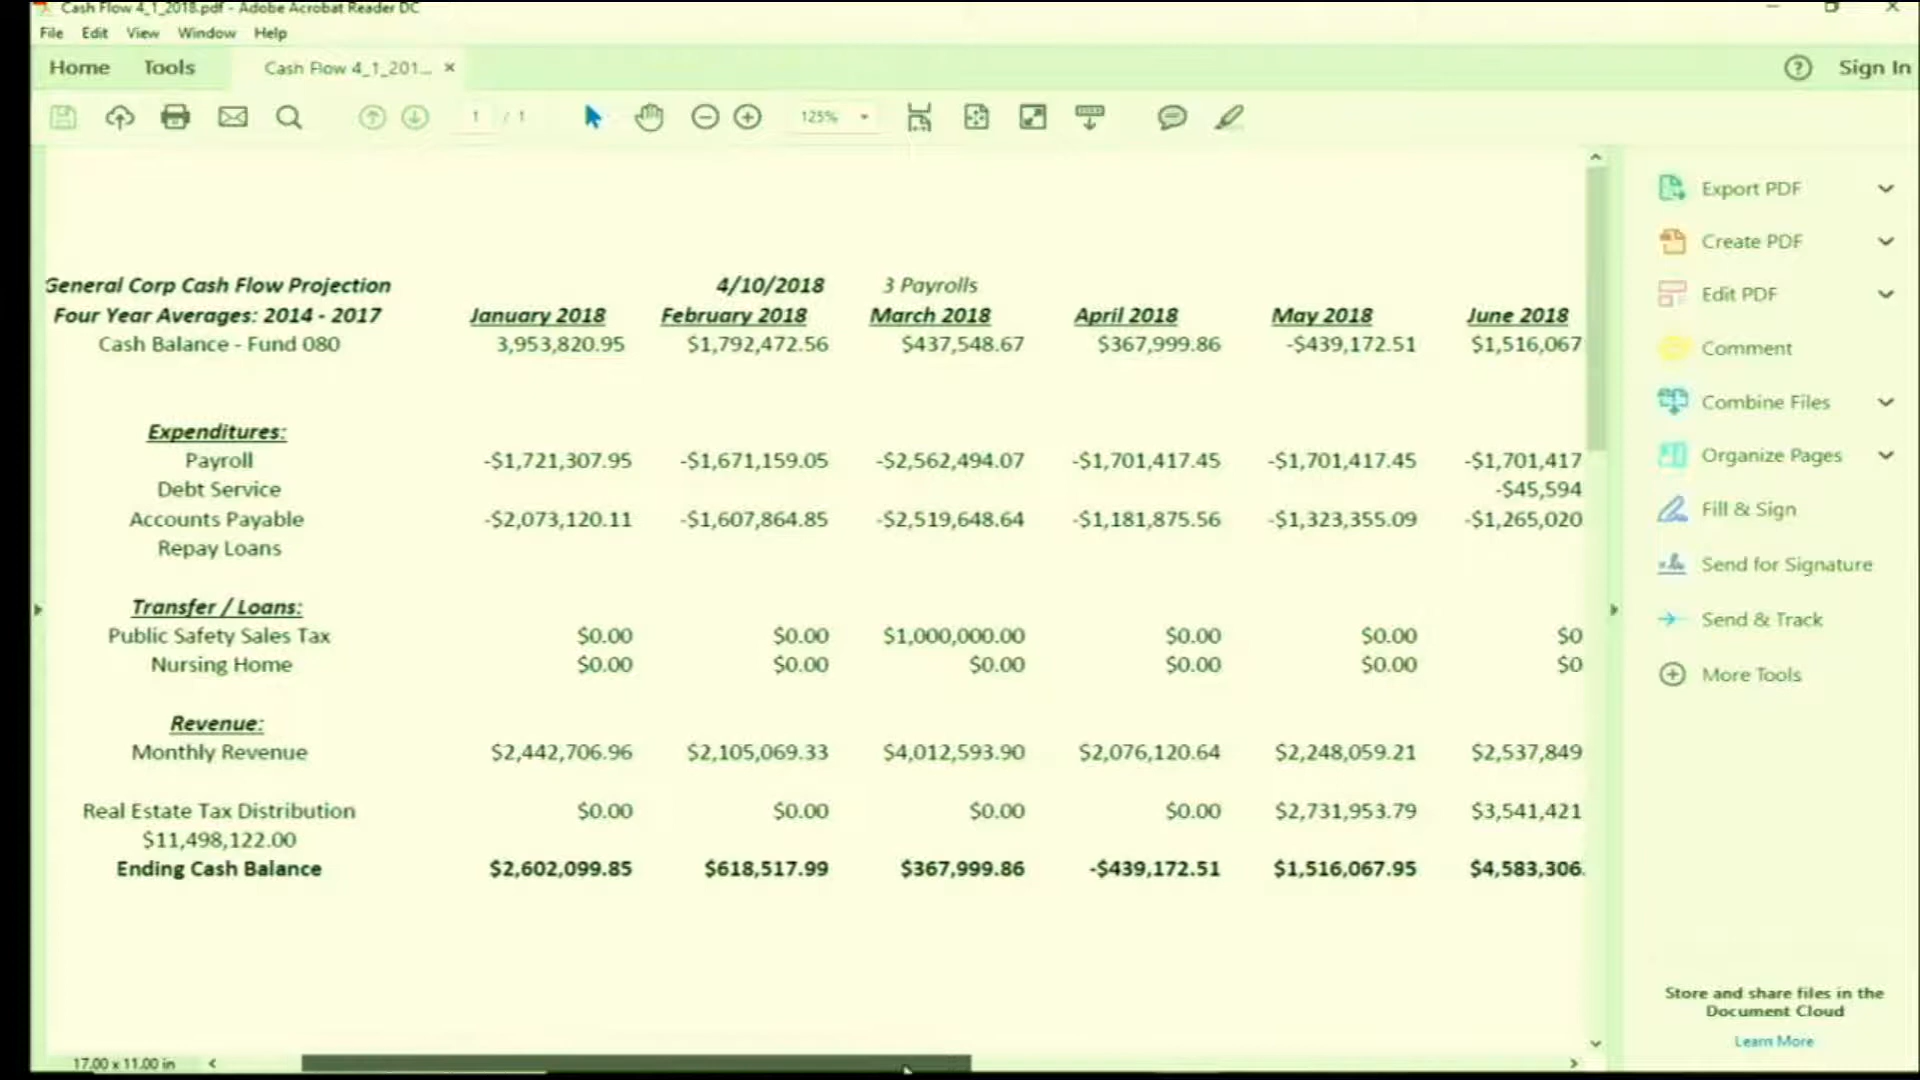 Cash Flow 4_1_2018.pdf - Adobe Acrobat Reader DC
File Edit View Window Help
Home Tools Cash Flow 4_1_201... × Sign In
1 / 1 125%
Export PDF
Create PDF
Edit PDF
Comment
Combine Files
Organize Pages
Fill & Sign
Send for Signature
Send & Track
More Tools
General Corp Cash Flow Projection 4/10/2018 3 Payrolls
Four Year Averages: 2014 - 2017 January 2018 February 2018 March 2018 April 2018 May 2018 June 2018
Cash Balance - Fund 080 3,953,820.95 $1,792,472.56 $437,548.67 $367,999.86 -$439,172.51 $1,516,067
Expenditures:
Payroll -$1,721,307.95 -$1,671,159.05 -$2,562,494.07 -$1,701,417.45 -$1,701,417.45 -$1,701,417
Debt Service -$45,594
Accounts Payable -$2,073,120.11 -$1,607,864.85 -$2,519,648.64 -$1,181,875.56 -$1,323,355.09 -$1,265,020
Repay Loans
Transfer / Loans:
Public Safety Sales Tax $0.00 $0.00 $1,000,000.00 $0.00 $0.00 $0
Nursing Home $0.00 $0.00 $0.00 $0.00 $0.00 $0
Revenue:
Monthly Revenue $2,442,706.96 $2,105,069.33 $4,012,593.90 $2,076,120.64 $2,248,059.21 $2,537,849
Real Estate Tax Distribution $0.00 $0.00 $0.00 $0.00 $2,731,953.79 $3,541,421
$11,498,122.00
Ending Cash Balance $2,602,099.85 $618,517.99 $367,999.86 -$439,172.51 $1,516,067.95 $4,583,306.
Store and share files in the
Document Cloud
Learn More
17.00 x 11.00 in